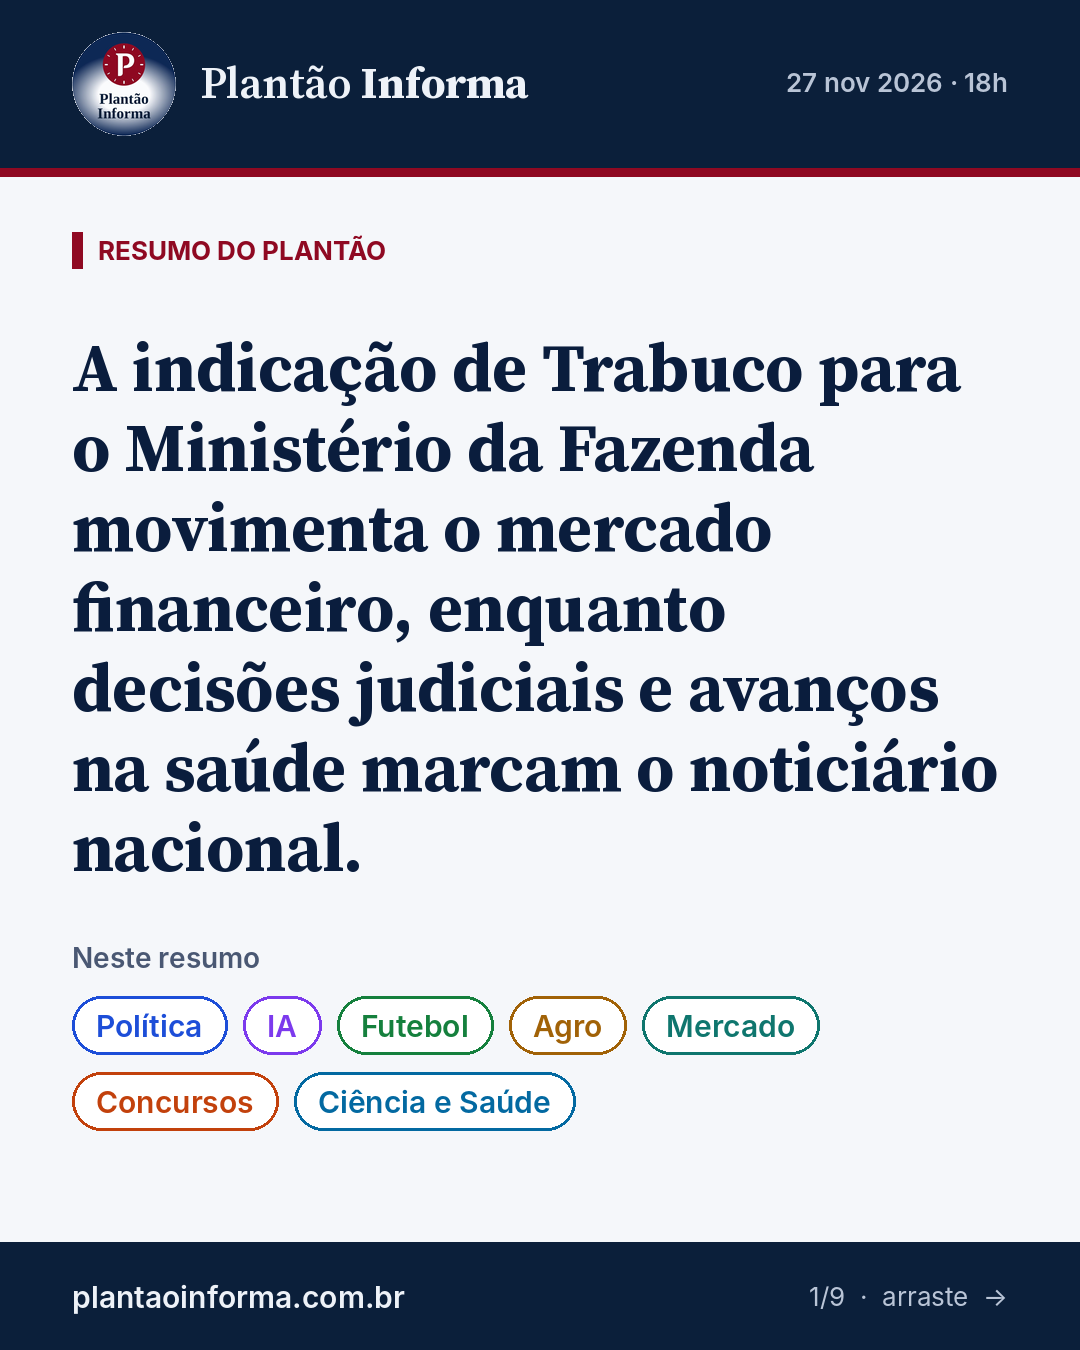 P
Plantão
Informa
Plantão Informa
27 nov 2026 · 18h
RESUMO DO PLANTÃO
A indicação de Trabuco para
o Ministério da Fazenda
movimenta o mercado
financeiro, enquanto
decisões judiciais e avanços
na saúde marcam o noticiário
nacional.
Neste resumo
Política IA Futebol Agro Mercado
Concursos Ciência e Saúde
plantaoinforma.com.br
1/9 · arraste →